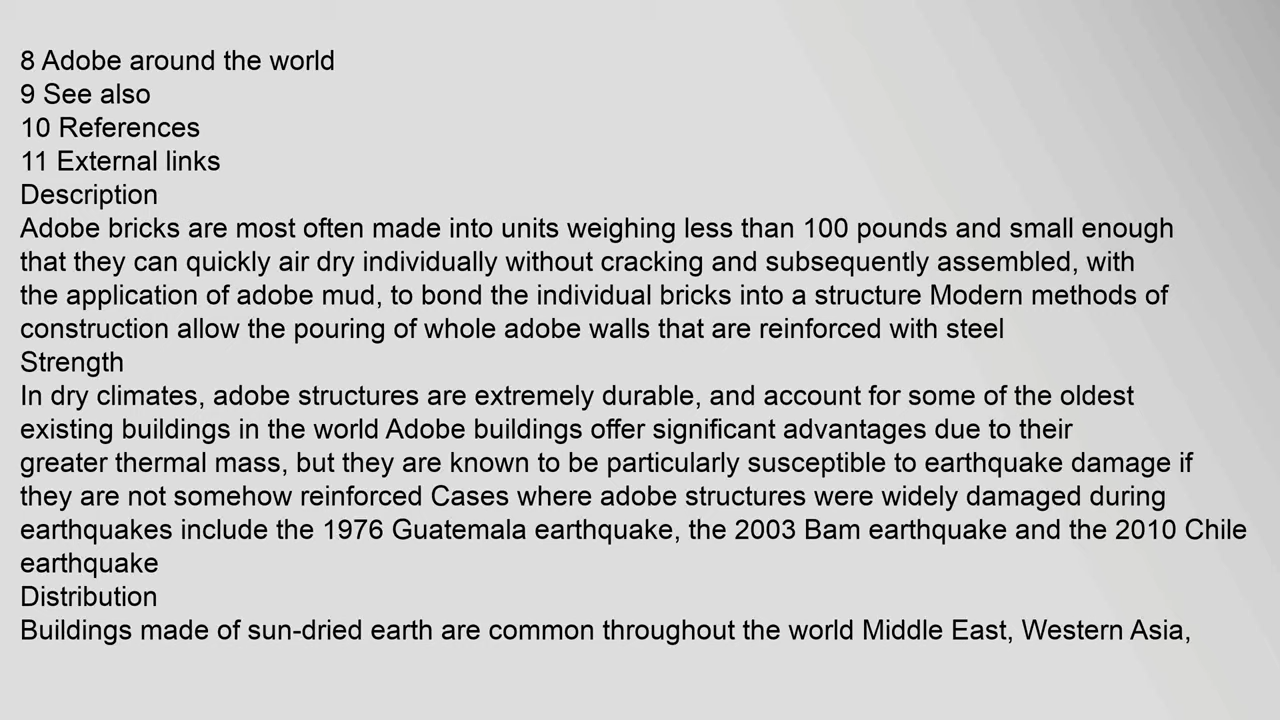 8 Adobe around the world
9 See also
10 References
11 External links
Description
Adobe bricks are most often made into units weighing less than 100 pounds and small enough
that they can quickly air dry individually without cracking and subsequently assembled, with
the application of adobe mud, to bond the individual bricks into a structure Modern methods of
construction allow the pouring of whole adobe walls that are reinforced with steel
Strength
In dry climates, adobe structures are extremely durable, and account for some of the oldest
existing buildings in the world Adobe buildings offer significant advantages due to their
greater thermal mass, but they are known to be particularly susceptible to earthquake damage if
they are not somehow reinforced Cases where adobe structures were widely damaged during
earthquakes include the 1976 Guatemala earthquake, the 2003 Bam earthquake and the 2010 Chile
earthquake
Distribution
Buildings made of sun-dried earth are common throughout the world Middle East, Western Asia,